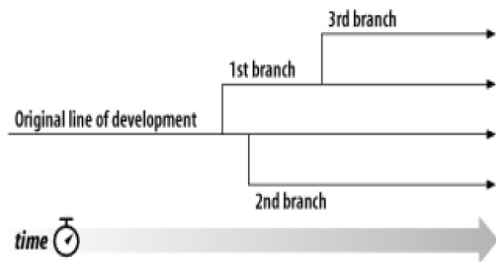 3rd branch
1st branch
Original line of development
2nd branch
time